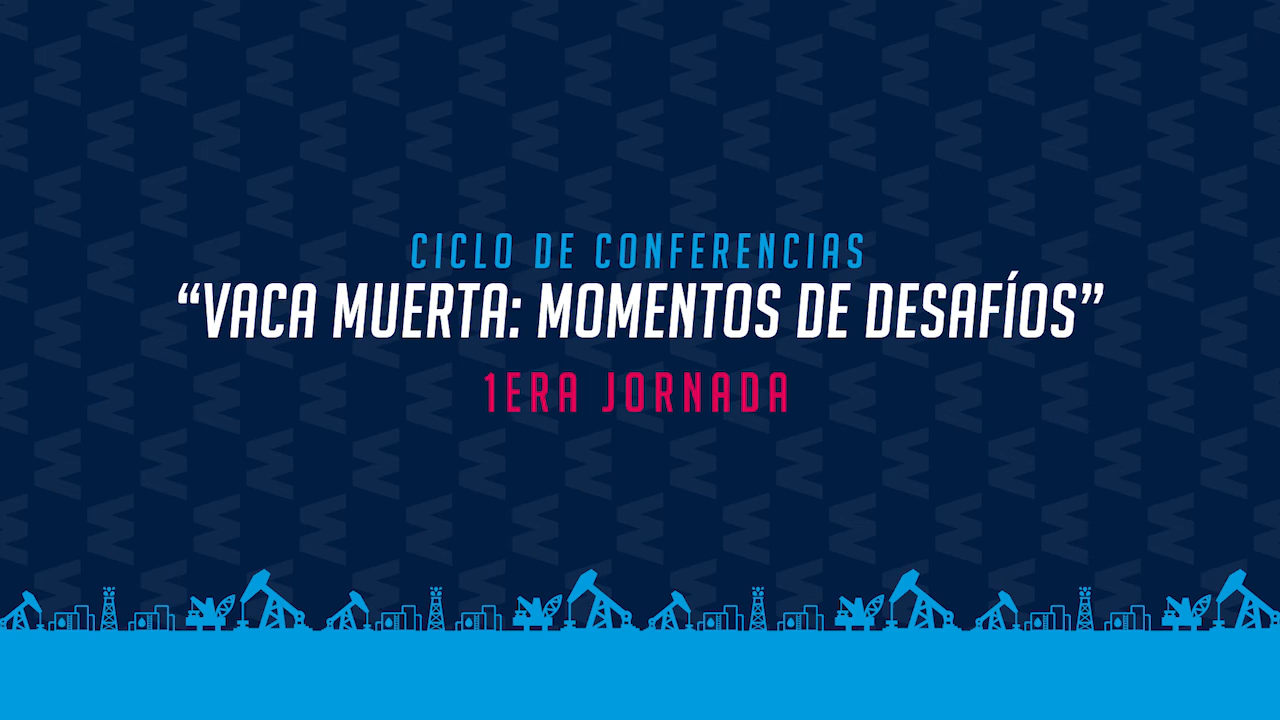 CICLO DE CONFERENCIAS
“VACA MUERTA: MOMENTOS DE DESAFÍOS”
1ERA JORNADA